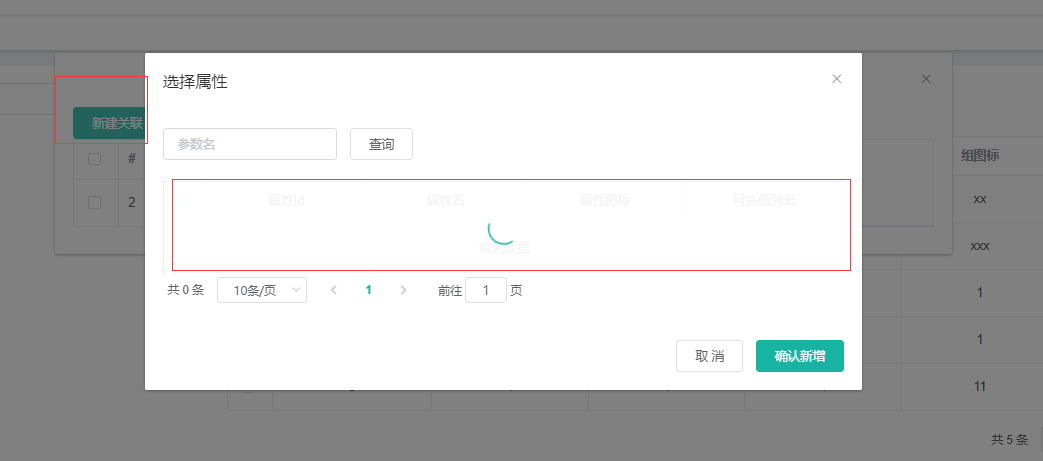 选择属性
新建关联
参数名
查询
#
属性id
属性名
属性图标
可选值列表
组图标
2
暂无数据
xx
xxx
共 0 条
10条/页
1
前往
1
页
1
1
取 消
确认新增
11
共 5 条